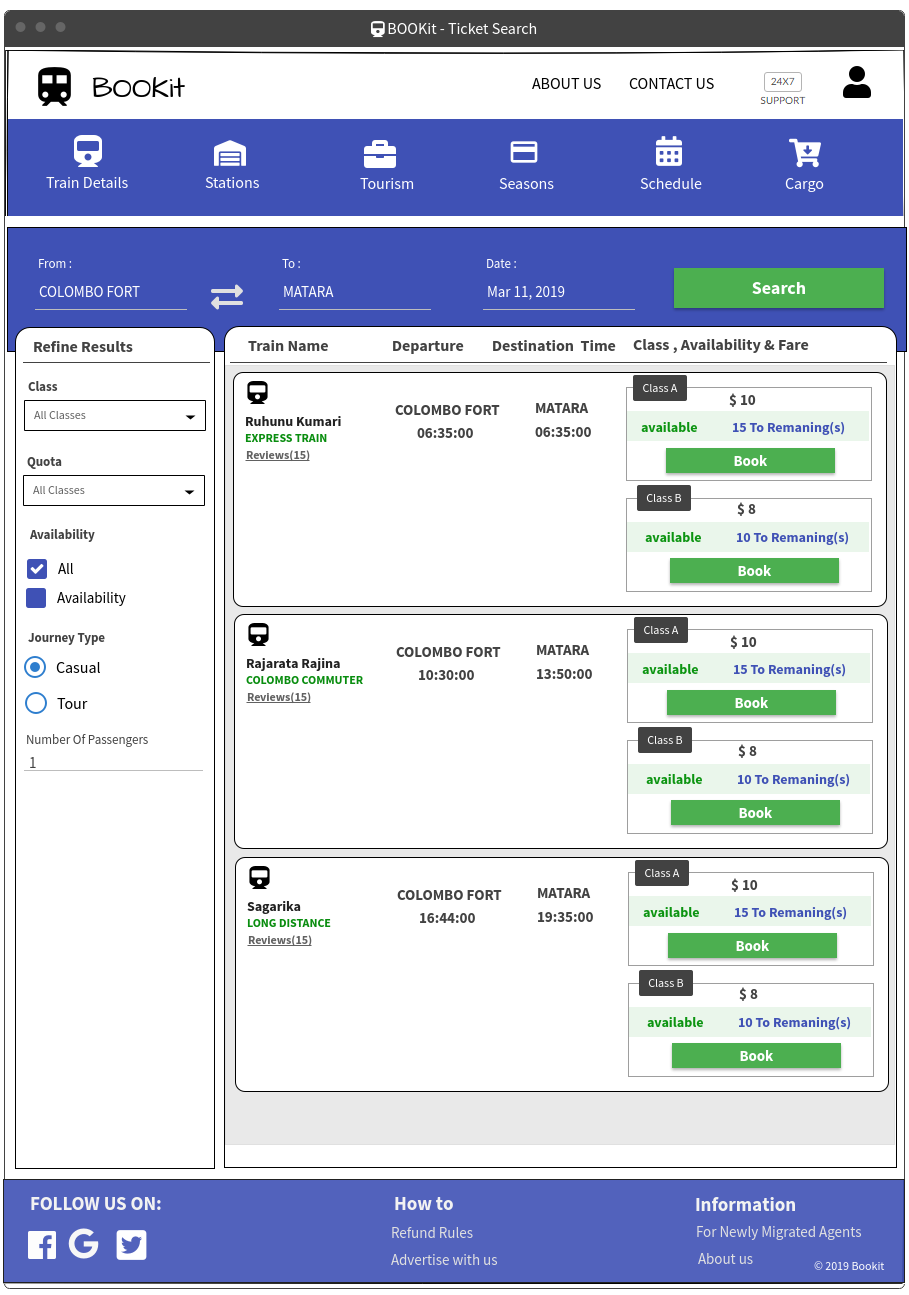 BOOKit - Ticket Search
BOOKit
ABOUT US
CONTACT US
24X7
SUPPORT
Train Details
Stations
Tourism
Seasons
Schedule
Cargo
From :
To :
Date :
COLOMBO FORT
MATARA
Mar 11, 2019
Search
Refine Results
Class
All Classes
Quota
All Classes
Availability
All
Availability
Journey Type
Casual
Tour
Number Of Passengers
1
Train Name
Departure
Destination Time
Class , Availability & Fare
Ruhunu Kumari
EXPRESS TRAIN
Reviews(15)
COLOMBO FORT
06:35:00
MATARA
06:35:00
Class A
$ 10
available
15 To Remaning(s)
Book
Class B
$ 8
available
10 To Remaning(s)
Book
Rajarata Rajina
COLOMBO COMMUTER
Reviews(15)
COLOMBO FORT
10:30:00
MATARA
13:50:00
Class A
$ 10
available
15 To Remaning(s)
Book
Class B
$ 8
available
10 To Remaning(s)
Book
Sagarika
LONG DISTANCE
Reviews(15)
COLOMBO FORT
16:44:00
MATARA
19:35:00
Class A
$ 10
available
15 To Remaning(s)
Book
Class B
$ 8
available
10 To Remaning(s)
Book
FOLLOW US ON:
How to
Refund Rules
Advertise with us
Information
For Newly Migrated Agents
About us
© 2019 Bookit